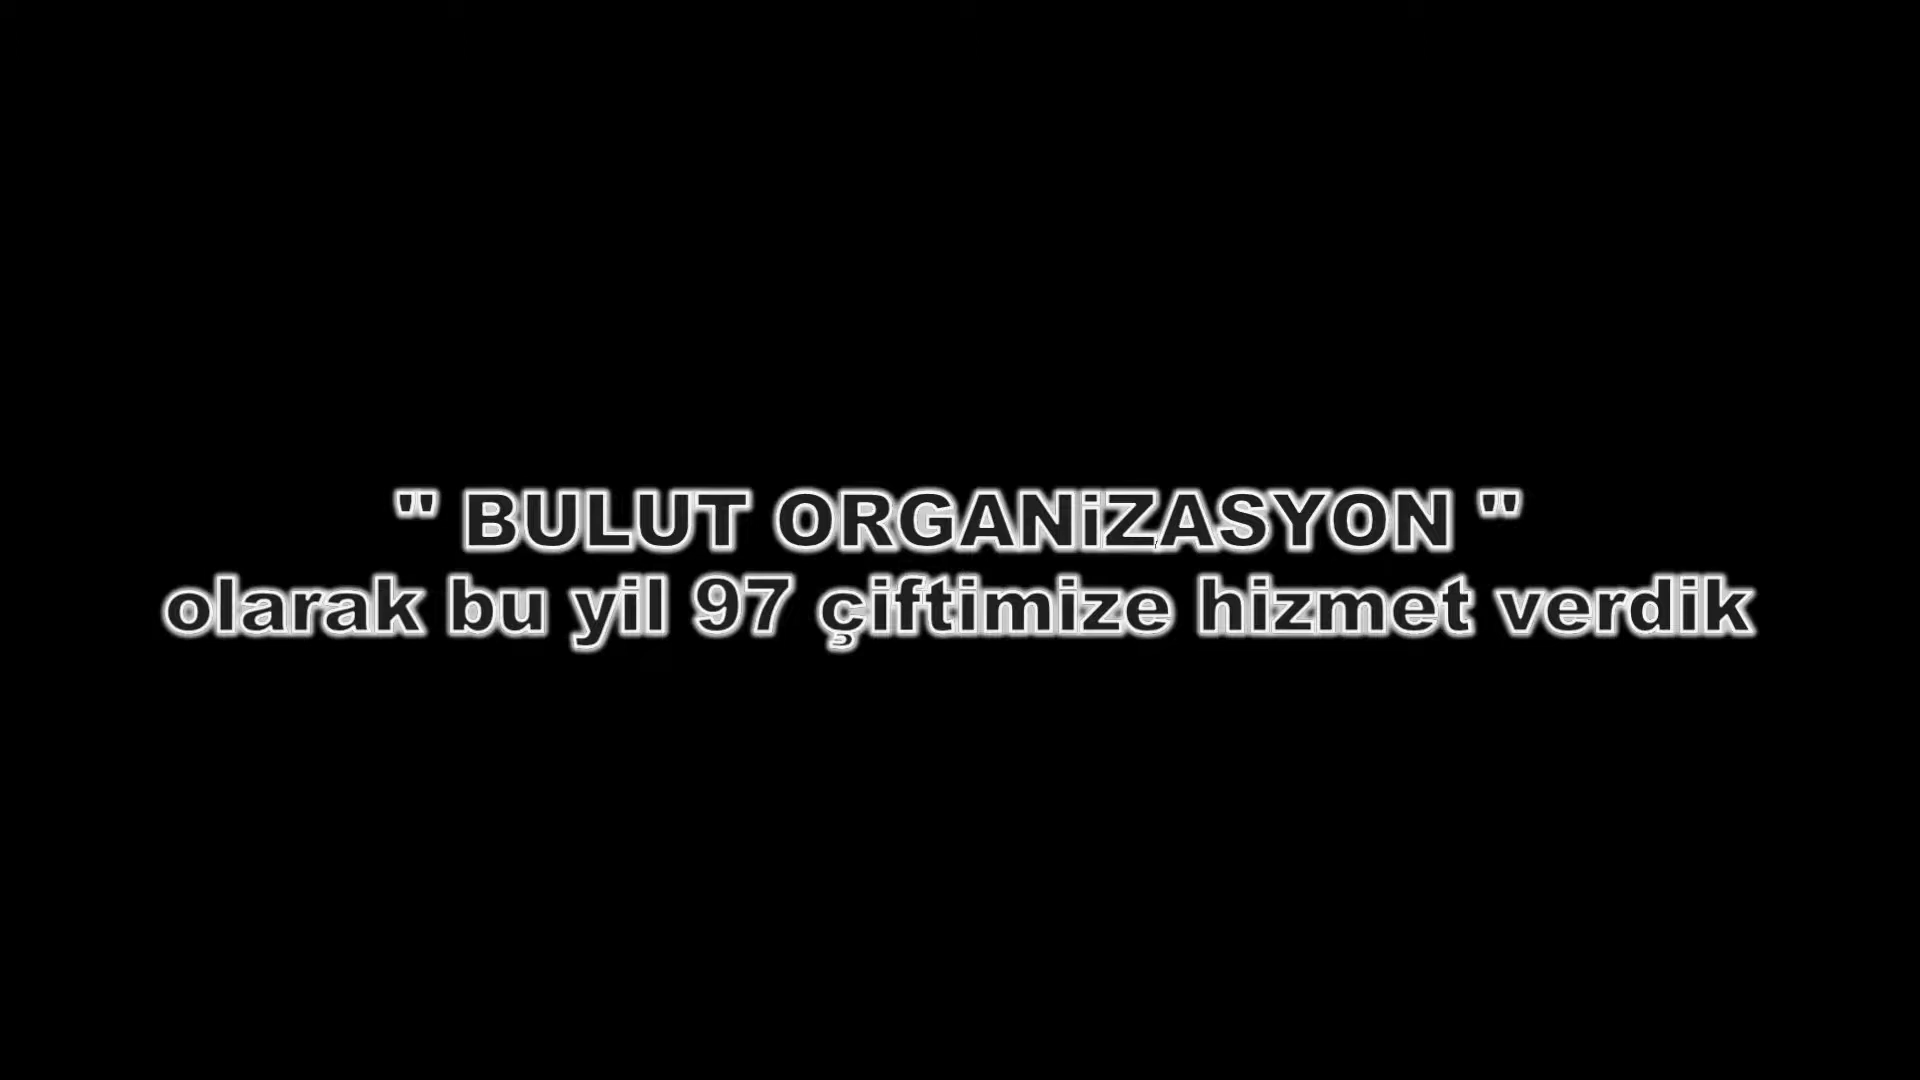 " BULUT ORGANiZASYON "
olarak bu yil 97 çiftimize hizmet verdik